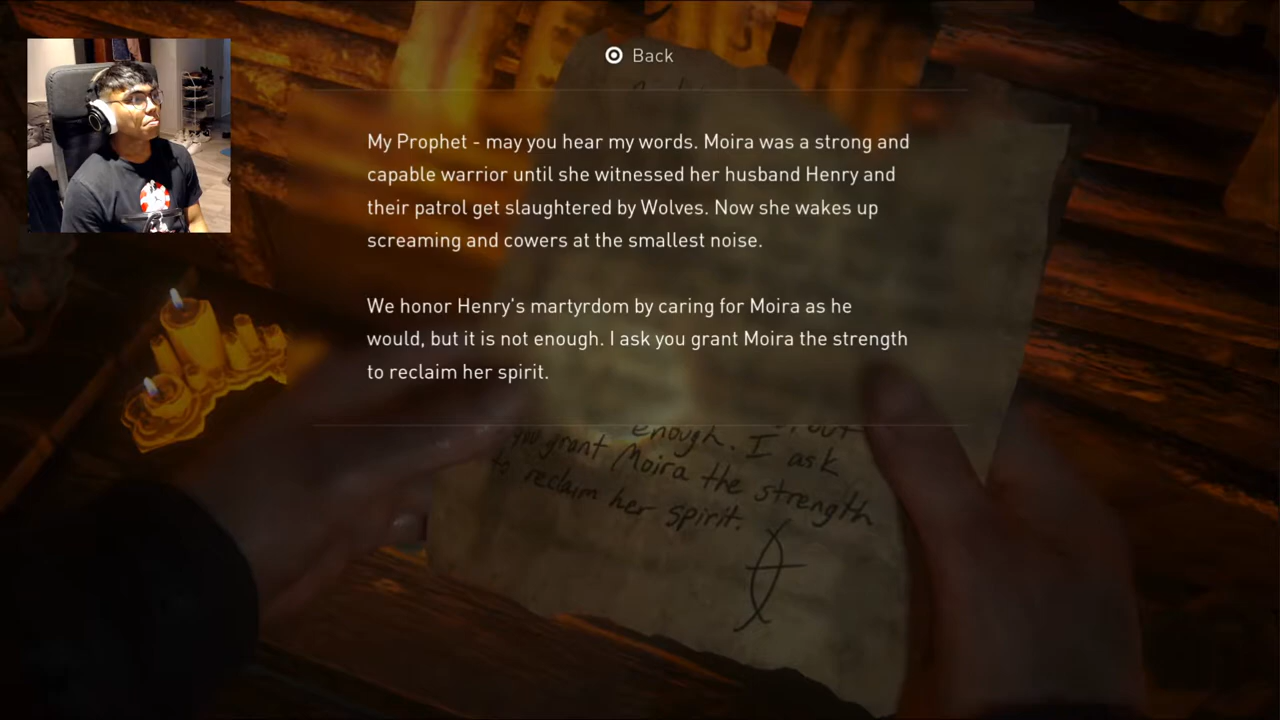 Back
My Prophet - may you hear my words. Moira was a strong and
capable warrior until she witnessed her husband Henry and
their patrol get slaughtered by Wolves. Now she wakes up
screaming and cowers at the smallest noise.
We honor Henry's martyrdom by caring for Moira as he
would, but it is not enough. I ask you grant Moira the strength
to reclaim her spirit.
enough. I ask
you grant Moira the strength
to reclaim her spirit.